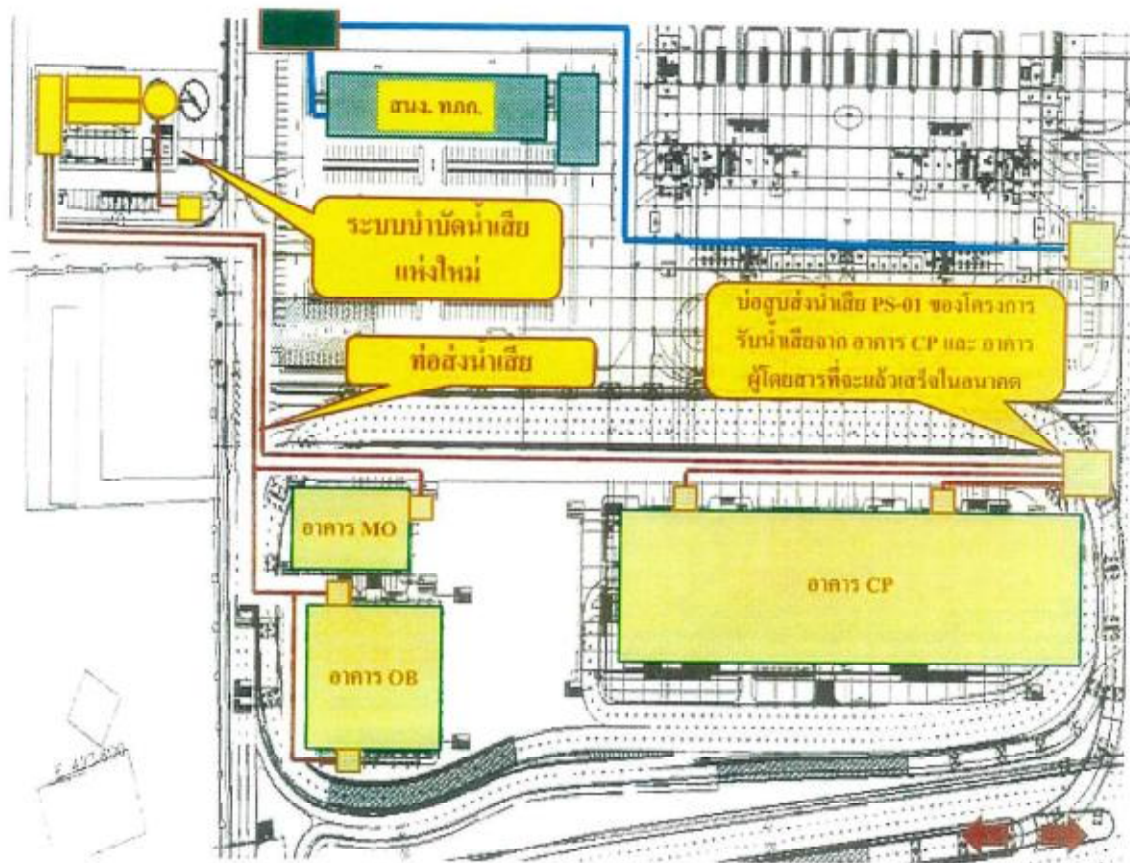 สนง. ทภก.
ระบบบำบัดน้ำเสีย
แห่งใหม่
บ่อสูบส่งน้ำเสีย PS-01 ของโครงการ
รับน้ำเสียจาก อาคาร CP และ อาคาร
ผู้โดยสารที่จะแล้วเสร็จในอนาคต
ท่อส่งน้ำเสีย
อาคาร MO
อาคาร CP
อาคาร OB